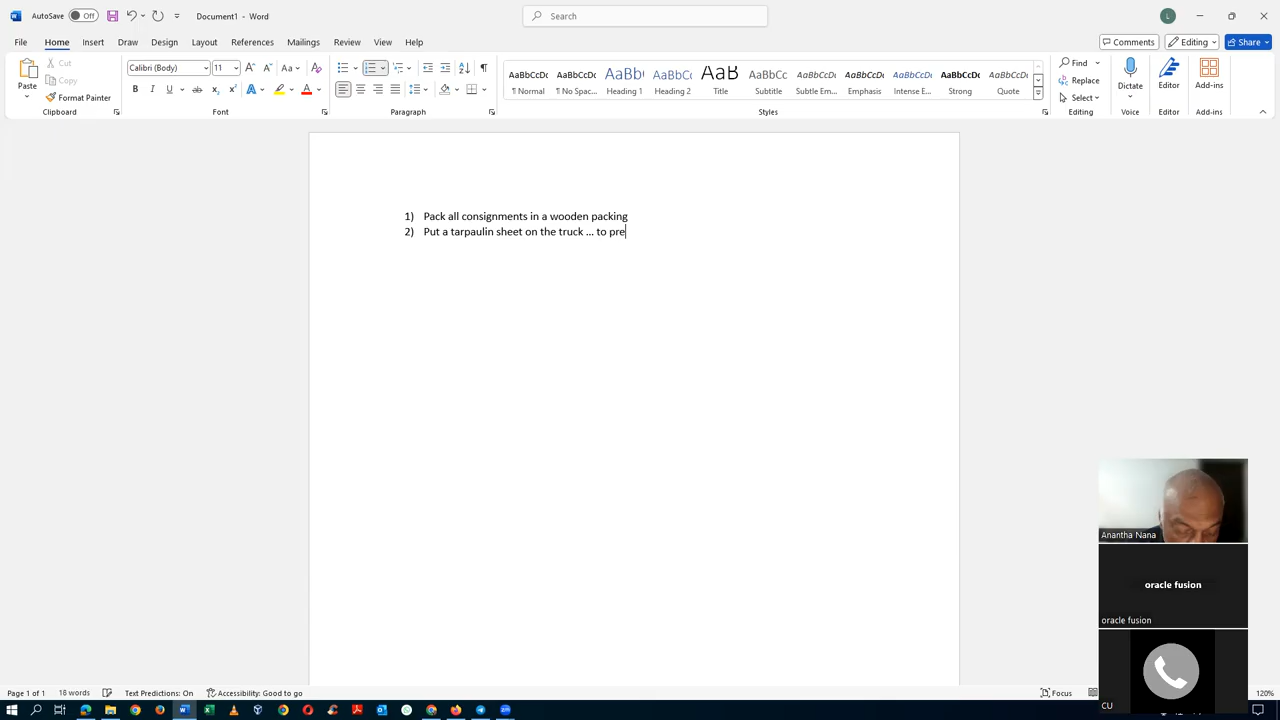 AutoSave Off Document1 - Word Search L
File Home Insert Draw Design Layout References Mailings Review View Help Comments Editing Share
Paste Cut Copy Format Painter Clipboard
Calibri (Body) 11 Aa Font
Paragraph
AaBbCcDc AaBbCcDc AaBbC AaBbCc AaB AaBbCc AaBbCcDc AaBbCcDc AaBbCcDc AaBbCcDc AaBbCcDc
¶ Normal ¶ No Spac... Heading 1 Heading 2 Title Subtitle Subtle Em... Emphasis Intense E... Strong Quote
Styles
Find Replace Select Editing
Dictate Voice
Editor Editor
Add-ins Add-ins
1) Pack all consignments in a wooden packing
2) Put a tarpaulin sheet on the truck ... to pre
Anantha Nana
oracle fusion
oracle fusion
CU
Page 1 of 1 16 words Text Predictions: On Accessibility: Good to go Focus 120%